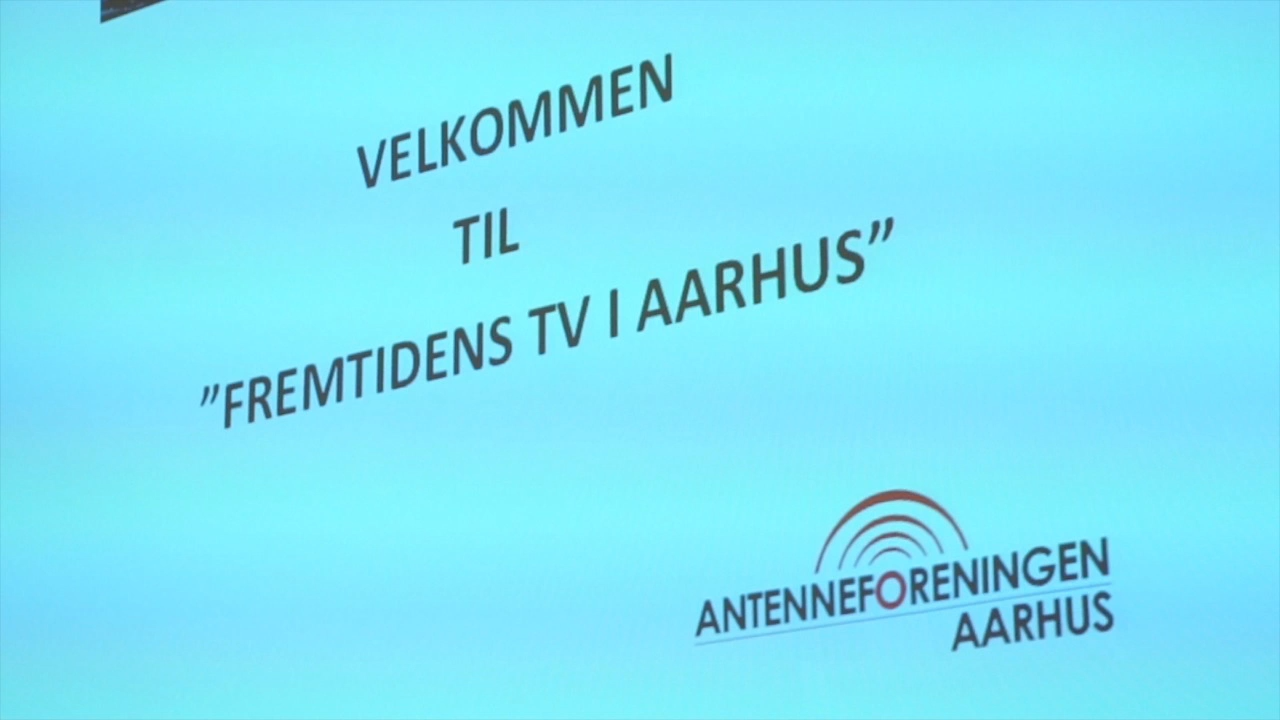 VELKOMMEN
TIL
”FREMTIDENS TV I AARHUS”
ANTENNEFORENINGEN
AARHUS